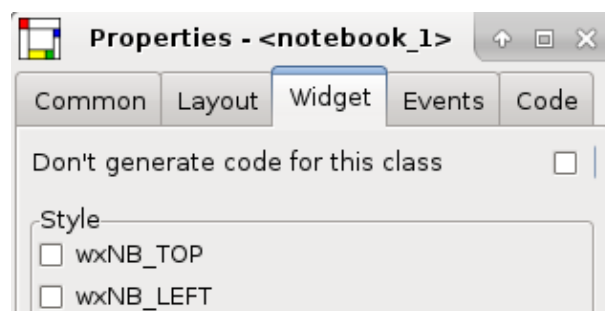 Properties - <notebook_1>
Common Layout Widget Events Code
Don't generate code for this class
Style
wxNB_TOP
wxNB_LEFT